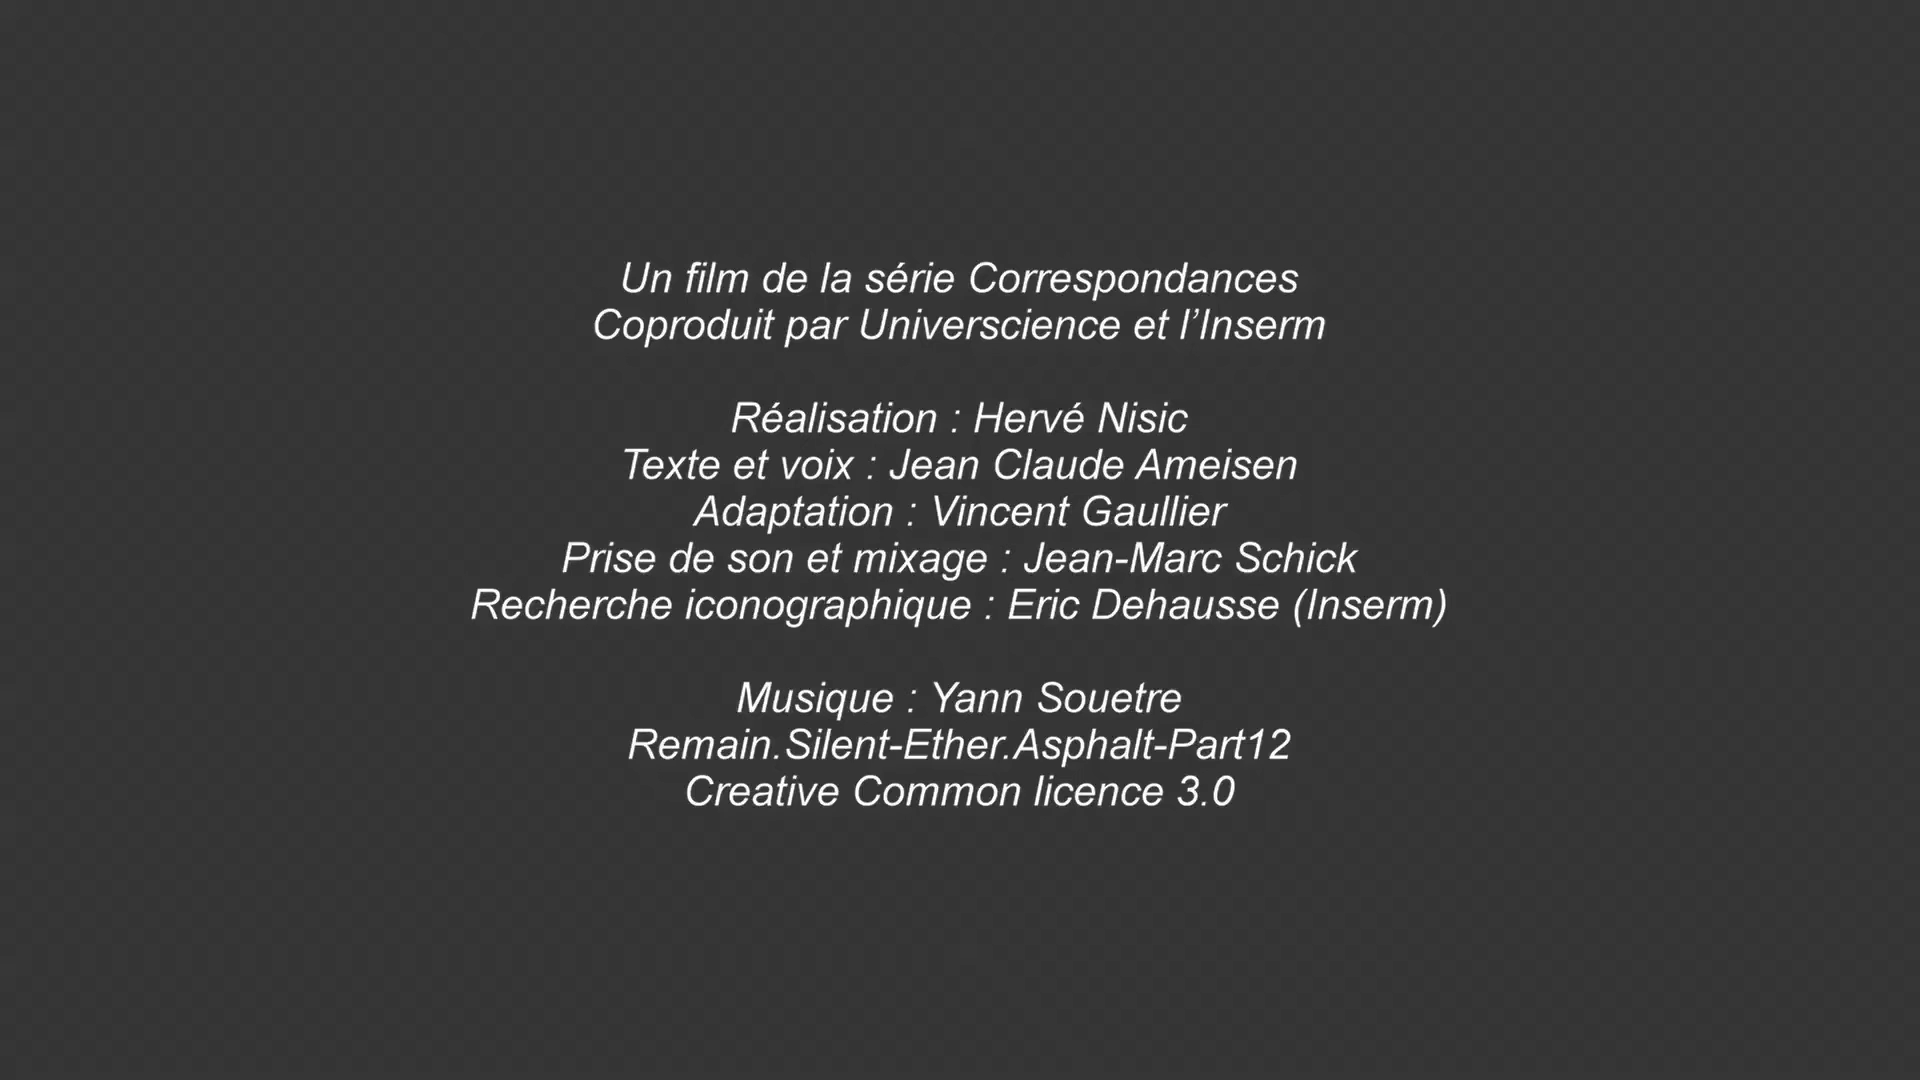 Un film de la série Correspondances
Coproduit par Universcience et l’Inserm
Réalisation : Hervé Nisic
Texte et voix : Jean Claude Ameisen
Adaptation : Vincent Gaullier
Prise de son et mixage : Jean-Marc Schick
Recherche iconographique : Eric Dehausse (Inserm)
Musique : Yann Souetre
Remain.Silent-Ether.Asphalt-Part12
Creative Common licence 3.0